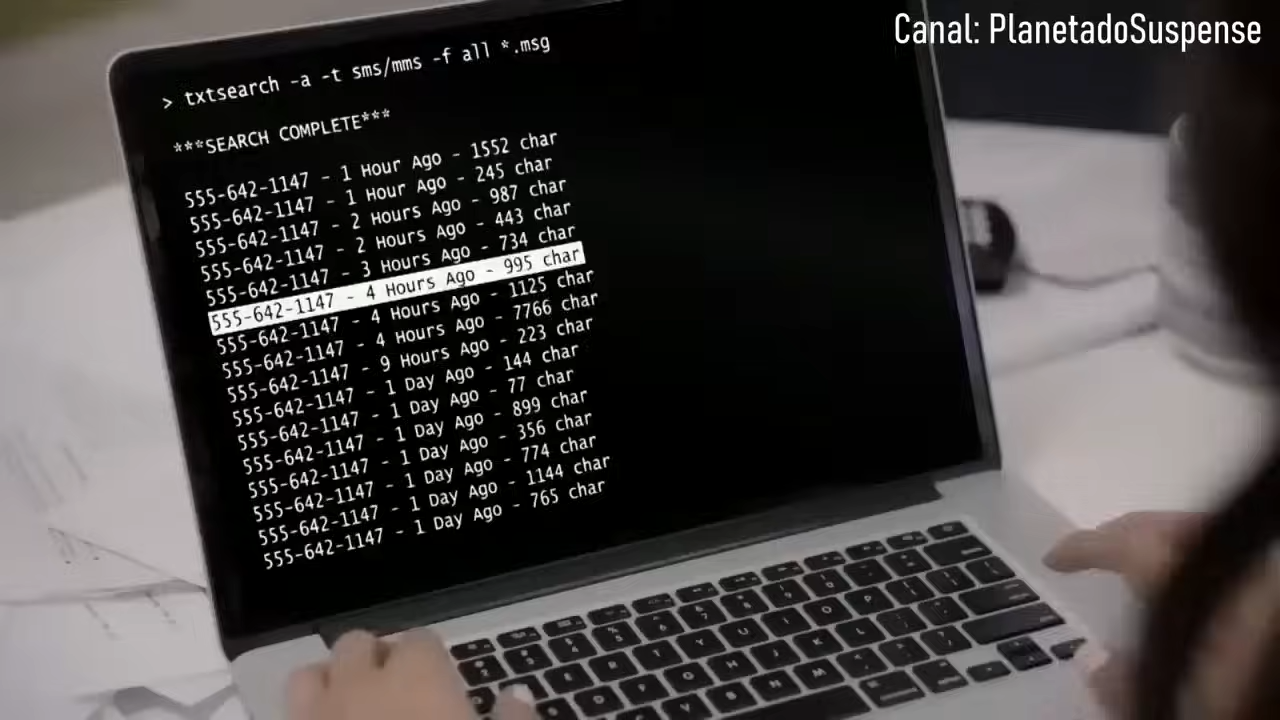 Canal: PlanetadoSuspense
> txtsearch -a -t sms/mms -f all *.msg
***SEARCH COMPLETE***
555-642-1147 - 1 Hour Ago - 1552 char
555-642-1147 - 1 Hour Ago - 245 char
555-642-1147 - 2 Hours Ago - 987 char
555-642-1147 - 2 Hours Ago - 443 char
555-642-1147 - 3 Hours Ago - 734 char
555-642-1147 - 4 Hours Ago - 995 char
555-642-1147 - 4 Hours Ago - 1125 char
555-642-1147 - 4 Hours Ago - 7766 char
555-642-1147 - 9 Hours Ago - 223 char
555-642-1147 - 1 Day Ago - 144 char
555-642-1147 - 1 Day Ago - 77 char
555-642-1147 - 1 Day Ago - 899 char
555-642-1147 - 1 Day Ago - 356 char
555-642-1147 - 1 Day Ago - 774 char
555-642-1147 - 1 Day Ago - 1144 char
555-642-1147 - 1 Day Ago - 765 char